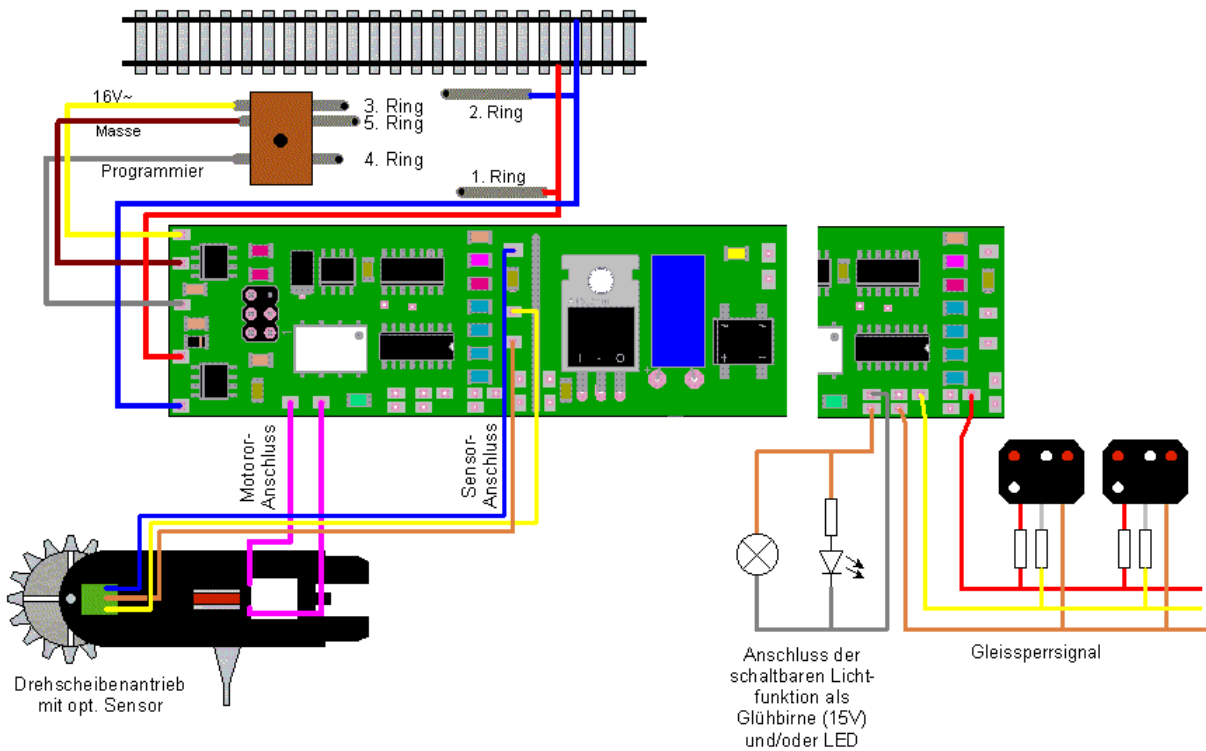 16V~
3. Ring
5. Ring
Masse
4. Ring
Programmier
2. Ring
1. Ring
Motoror-
Anschluss
Sensor-
Anschluss
1
I - O
+
Drehscheibenantrieb
mit opt. Sensor
Anschluss der
schaltbaren Licht-
funktion als
Glühbirne (15V)
und/oder LED
Gleissperrsignal